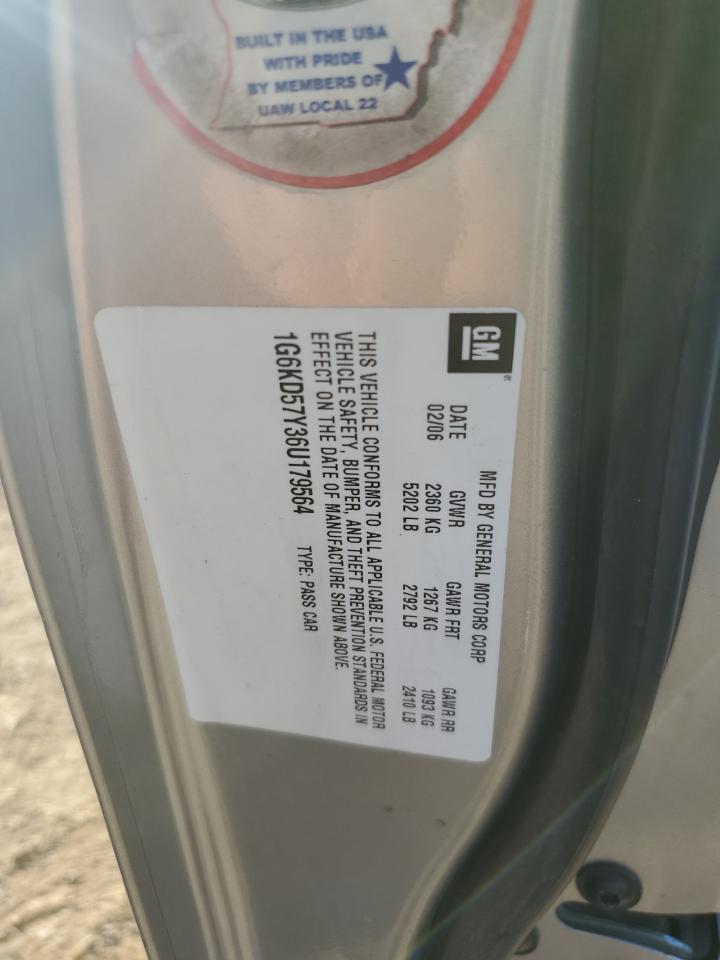 BUILT IN THE USA
WITH PRIDE
BY MEMBERS OF
UAW LOCAL 22
GM
MFD BY GENERAL MOTORS CORP
DATE GVWR GAWR FRT GAWR RR
02/06 2360 KG 1267 KG 1093 KG
5202 LB 2792 LB 2410 LB
THIS VEHICLE CONFORMS TO ALL APPLICABLE U.S. FEDERAL MOTOR
VEHICLE SAFETY, BUMPER, AND THEFT PREVENTION STANDARDS IN
EFFECT ON THE DATE OF MANUFACTURE SHOWN ABOVE.
1G6KD57Y36U179564 TYPE: PASS CAR